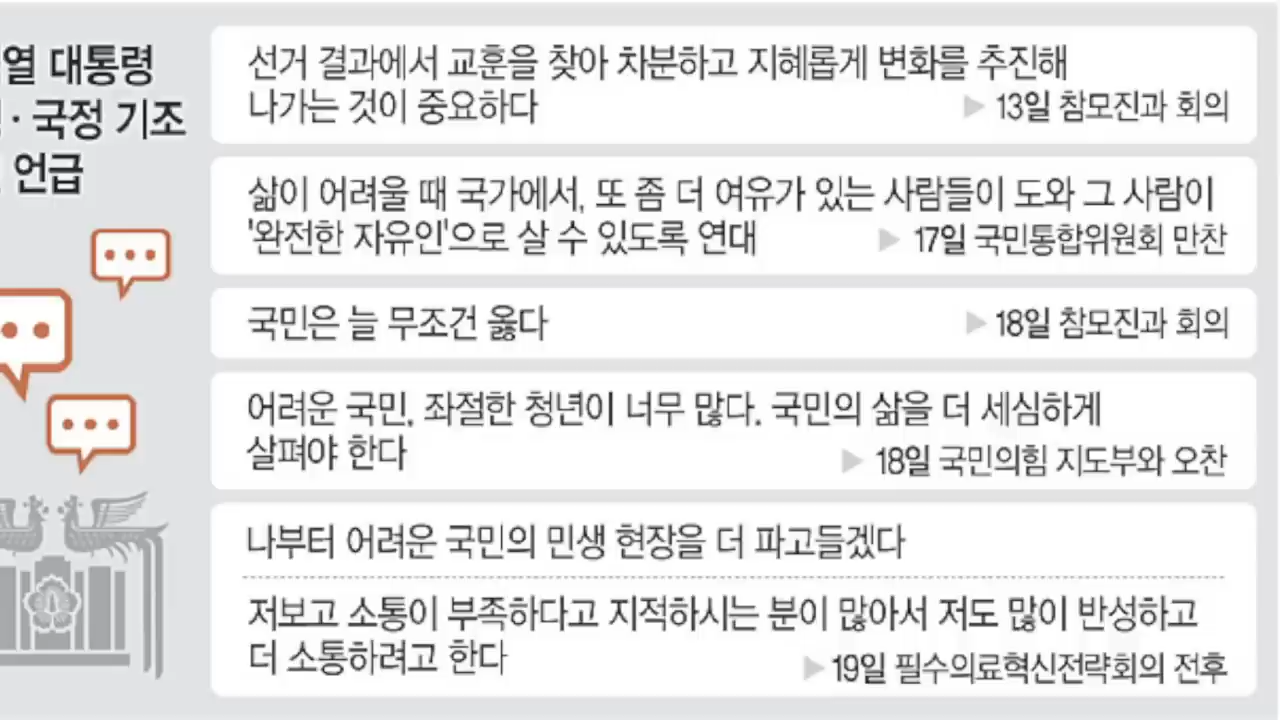 열 대통령
· 국정 기조
언급
선거 결과에서 교훈을 찾아 차분하고 지혜롭게 변화를 추진해
나가는 것이 중요하다
▶ 13일 참모진과 회의
삶이 어려울 때 국가에서, 또 좀 더 여유가 있는 사람들이 도와 그 사람이
'완전한 자유인'으로 살 수 있도록 연대
▶ 17일 국민통합위원회 만찬
국민은 늘 무조건 옳다
▶ 18일 참모진과 회의
어려운 국민, 좌절한 청년이 너무 많다. 국민의 삶을 더 세심하게
살펴야 한다
▶ 18일 국민의힘 지도부와 오찬
나부터 어려운 국민의 민생 현장을 더 파고들겠다
저보고 소통이 부족하다고 지적하시는 분이 많아서 저도 많이 반성하고
더 소통하려고 한다
▶ 19일 필수의료혁신전략회의 전후